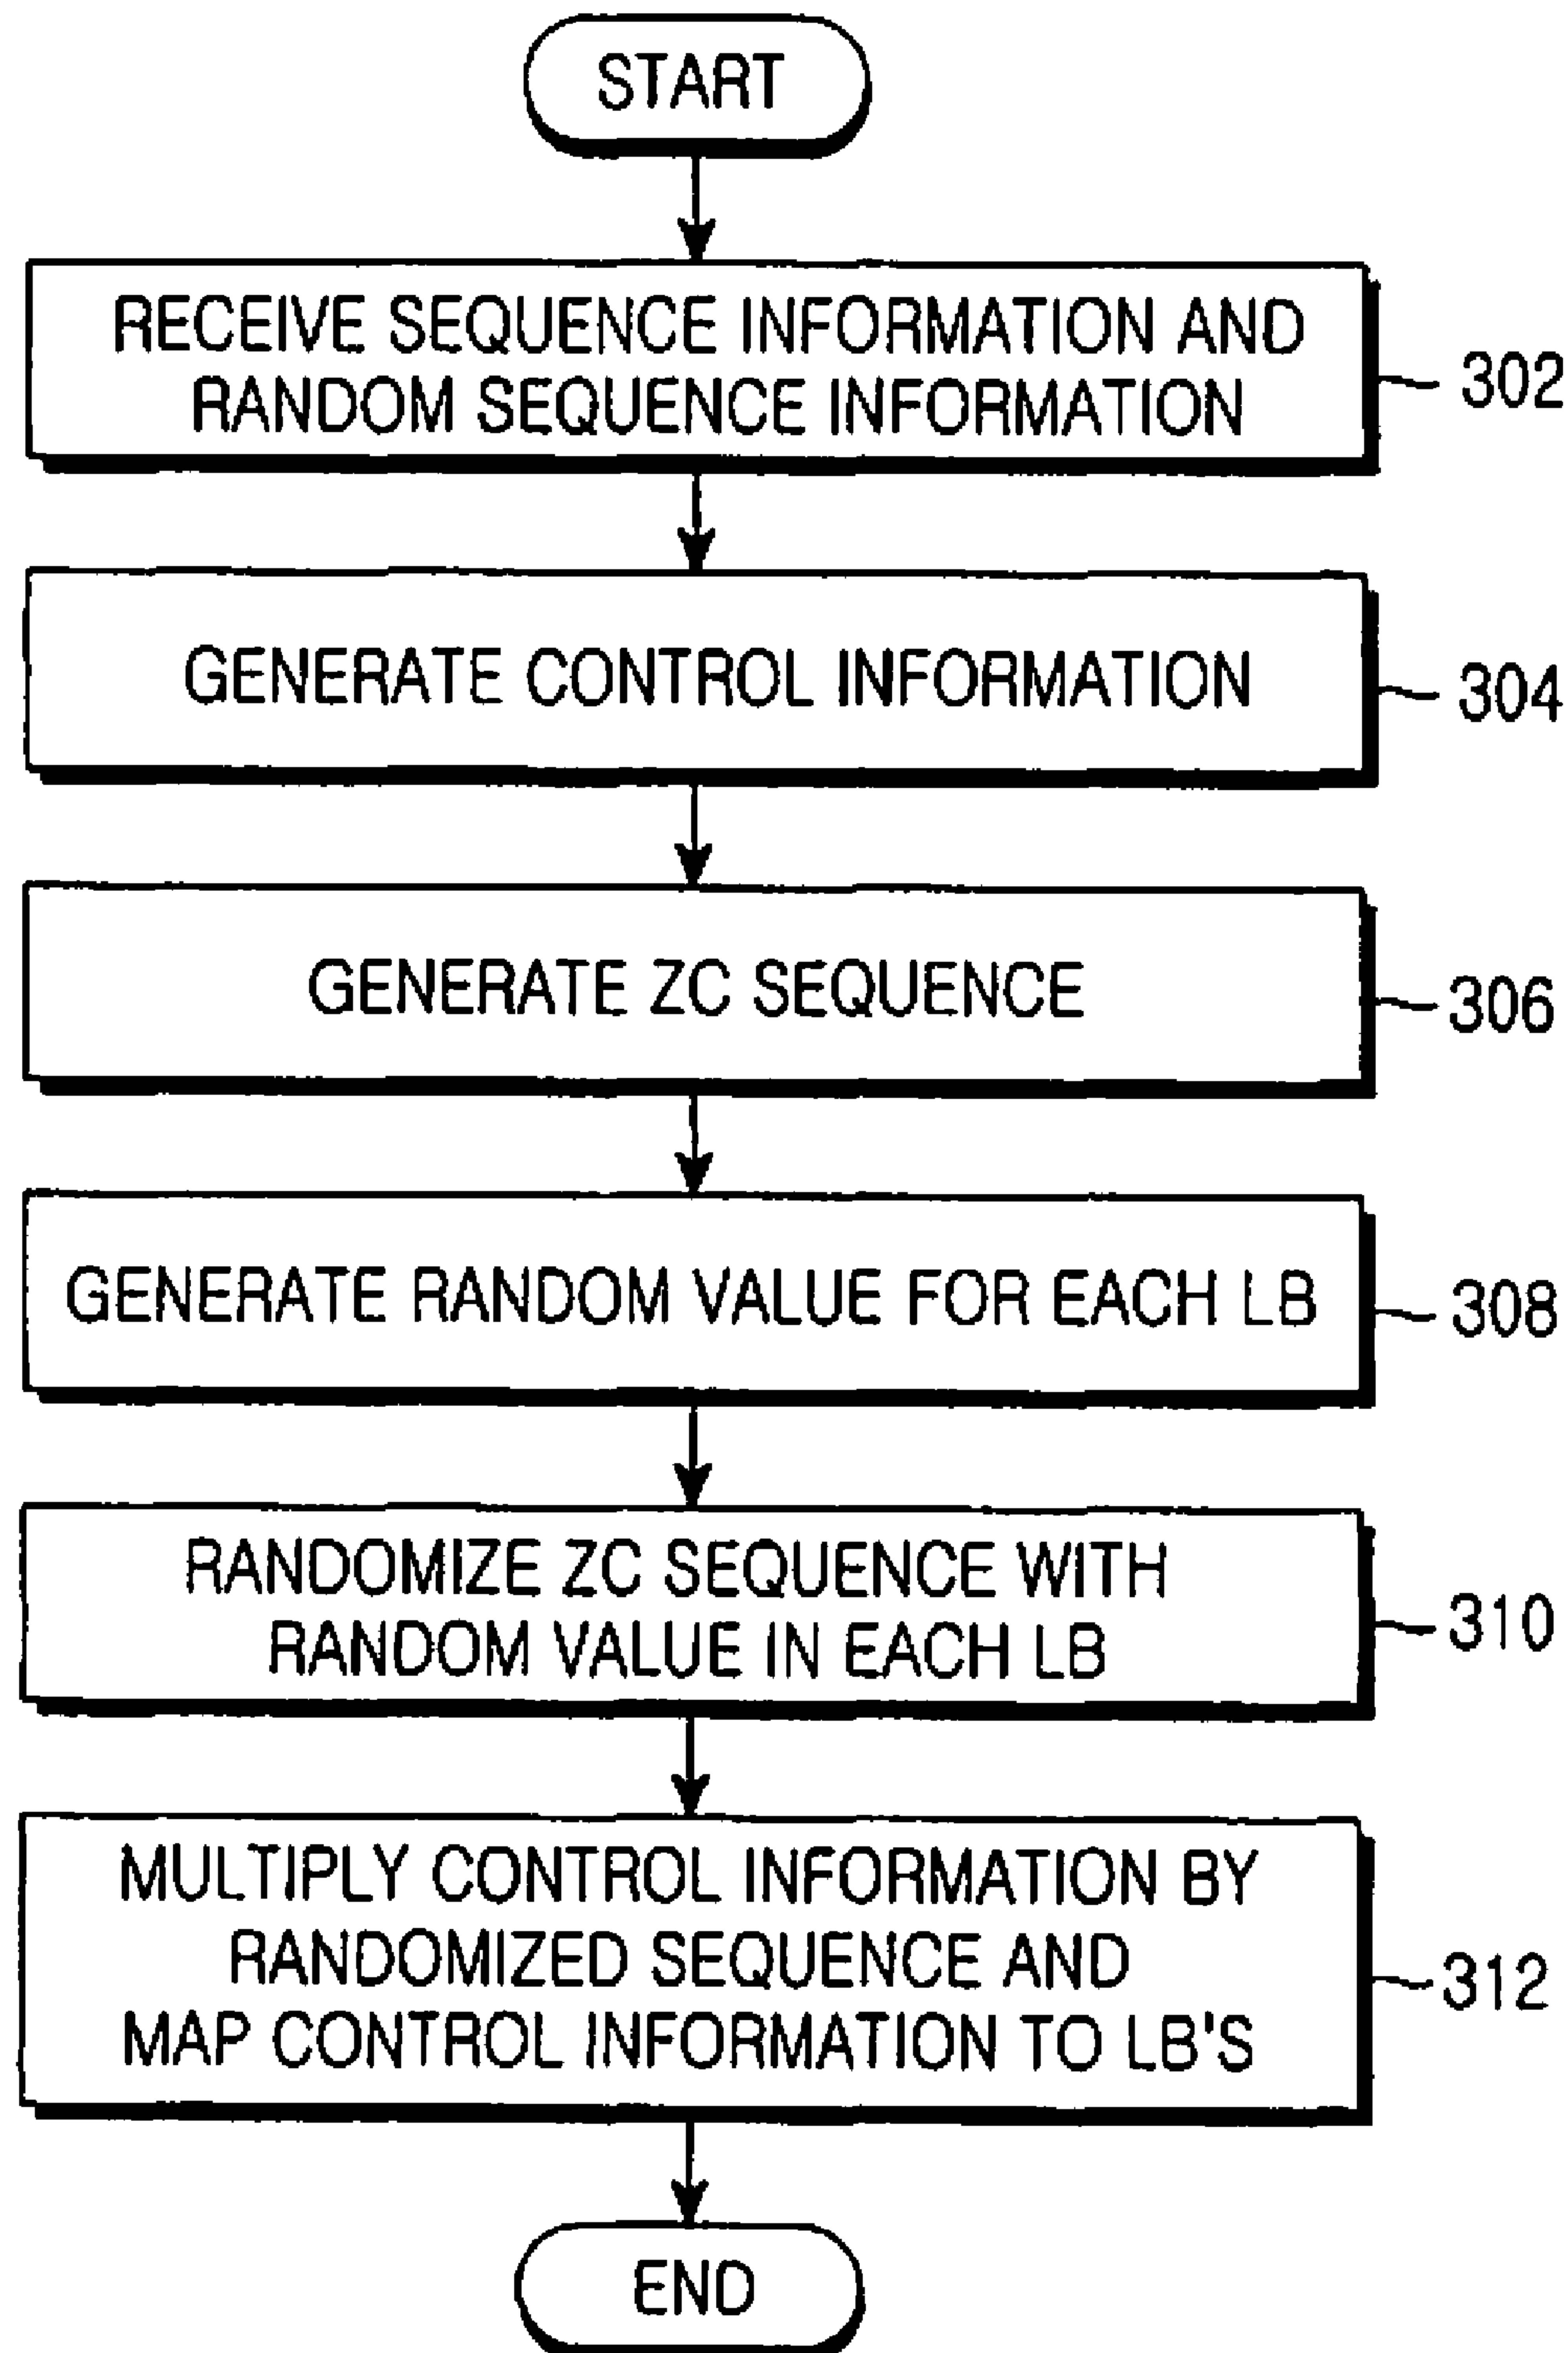 START
RECEIVE SEQUENCE INFORMATION AND
RANDOM SEQUENCE INFORMATION
302
GENERATE CONTROL INFORMATION
304
GENERATE ZC SEQUENCE
306
GENERATE RANDOM VALUE FOR EACH LB
308
RANDOMIZE ZC SEQUENCE WITH
RANDOM VALUE IN EACH LB
310
MULTIPLY CONTROL INFORMATION BY
RANDOMIZED SEQUENCE AND
MAP CONTROL INFORMATION TO LB'S
312
END